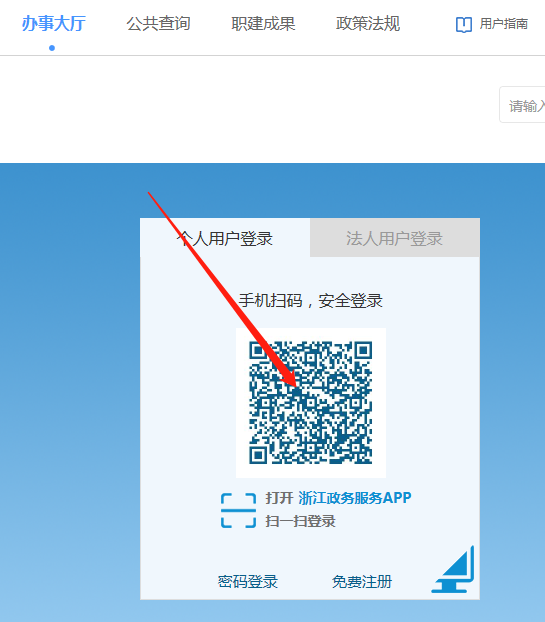 办事大厅 公共查询 职建成果 政策法规 用户指南
请输入
个人用户登录 法人用户登录
手机扫码，安全登录
打开 浙江政务服务APP
扫一扫登录
密码登录 免费注册